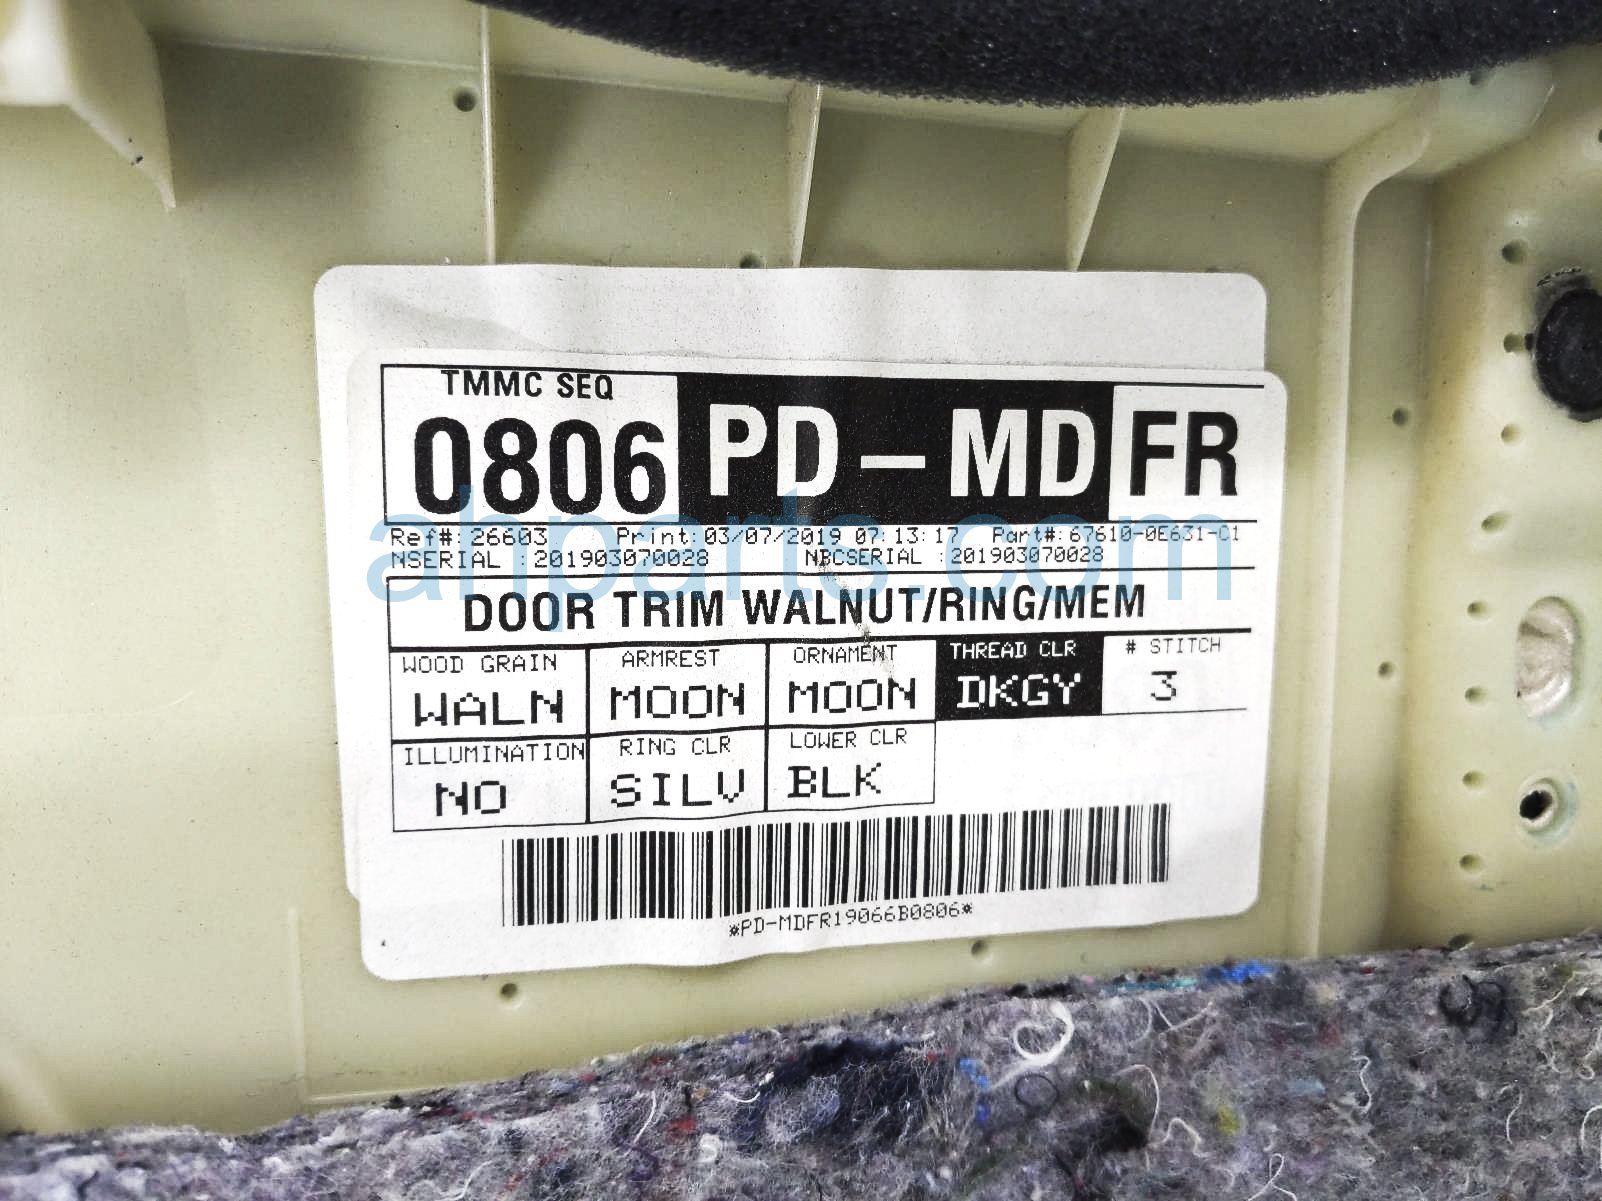 TMMC SEQ
0806 PD-MD FR
Ref#: 26603 Print: 03/07/2019 07:13:17 Part#: 67610-0E631-C1
NSERIAL : 201903070028 NBCSERIAL : 201903070028
ahparts.com
DOOR TRIM WALNUT/RING/MEM
WOOD GRAIN ARMREST ORNAMENT THREAD CLR # STITCH
WALN MOON MOON DKGY 3
ILLUMINATION RING CLR LOWER CLR
NO SILV BLK
*PD-MDFR19066B0806*